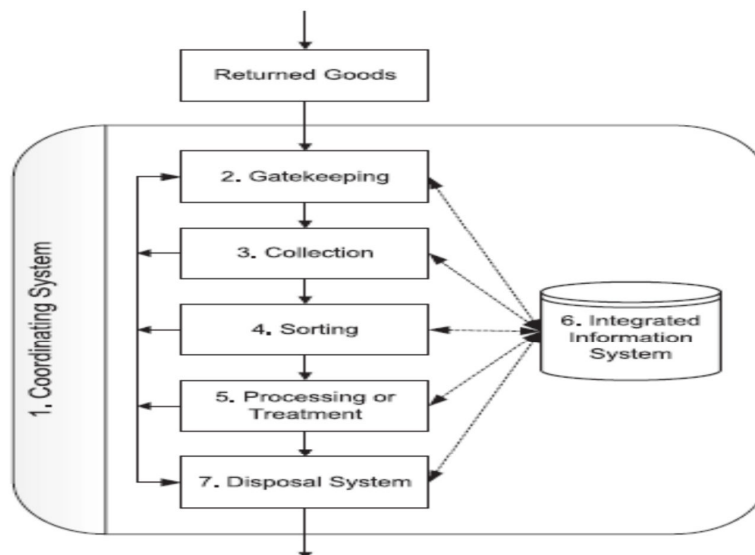 Returned Goods
1. Coordinating System
2. Gatekeeping
3. Collection
4. Sorting
5. Processing or
Treatment
6. Integrated
Information
System
7. Disposal System